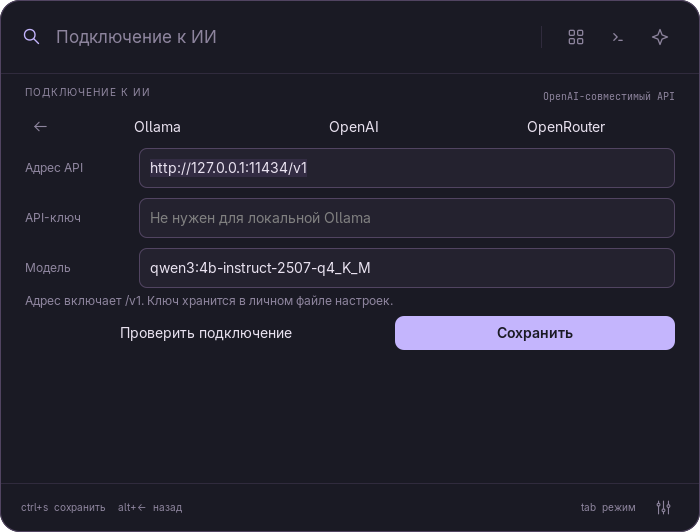 Подключение к ИИ
ПОДКЛЮЧЕНИЕ К ИИ
OpenAI-совместимый API
← Ollama OpenAI OpenRouter
Адрес API http://127.0.0.1:11434/v1
API-ключ Не нужен для локальной Ollama
Модель qwen3:4b-instruct-2507-q4_K_M
Адрес включает /v1. Ключ хранится в личном файле настроек.
Проверить подключение Сохранить
ctrl+s сохранить alt+← назад tab режим